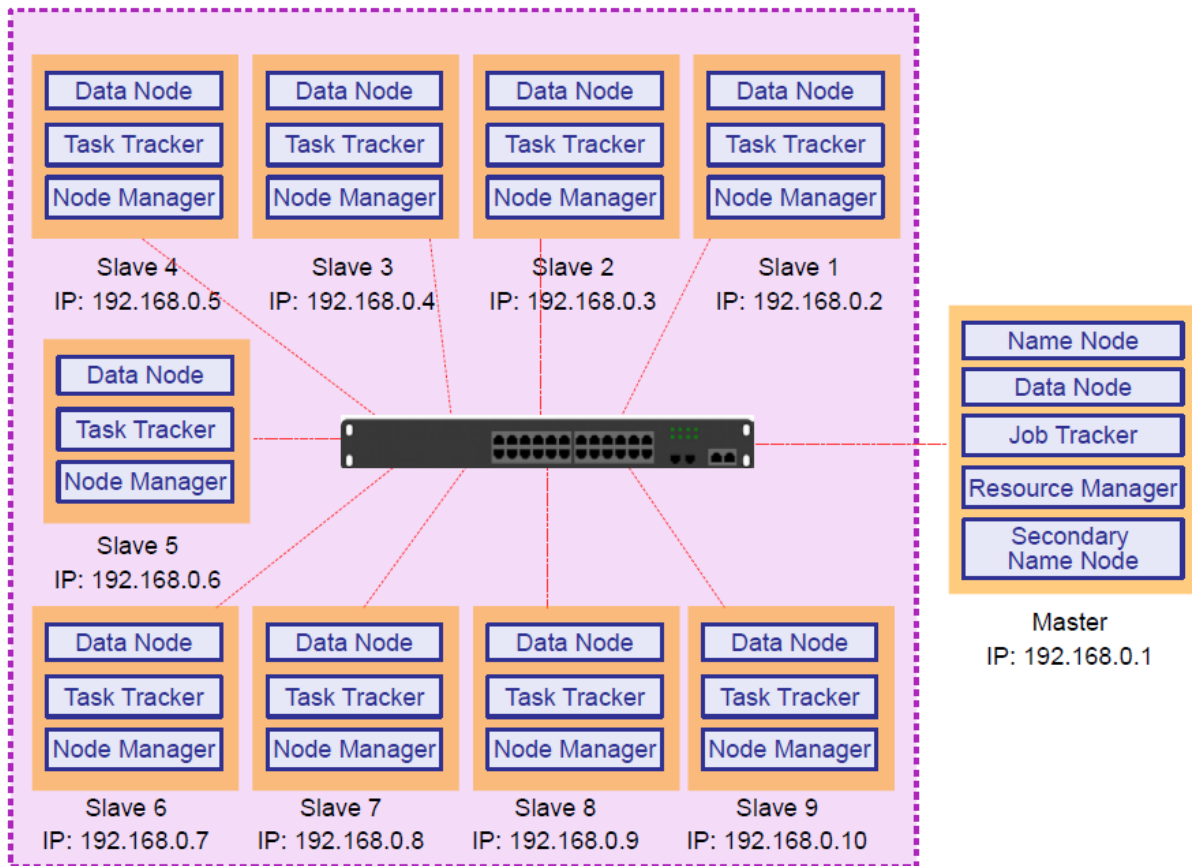 Data Node
Task Tracker
Node Manager
Slave 4
IP: 192.168.0.5
Data Node
Task Tracker
Node Manager
Slave 3
IP: 192.168.0.4
Data Node
Task Tracker
Node Manager
Slave 2
IP: 192.168.0.3
Data Node
Task Tracker
Node Manager
Slave 1
IP: 192.168.0.2
Data Node
Task Tracker
Node Manager
Slave 5
IP: 192.168.0.6
Name Node
Data Node
Job Tracker
Resource Manager
Secondary
Name Node
Master
IP: 192.168.0.1
Data Node
Task Tracker
Node Manager
Slave 6
IP: 192.168.0.7
Data Node
Task Tracker
Node Manager
Slave 7
IP: 192.168.0.8
Data Node
Task Tracker
Node Manager
Slave 8
IP: 192.168.0.9
Data Node
Task Tracker
Node Manager
Slave 9
IP: 192.168.0.10